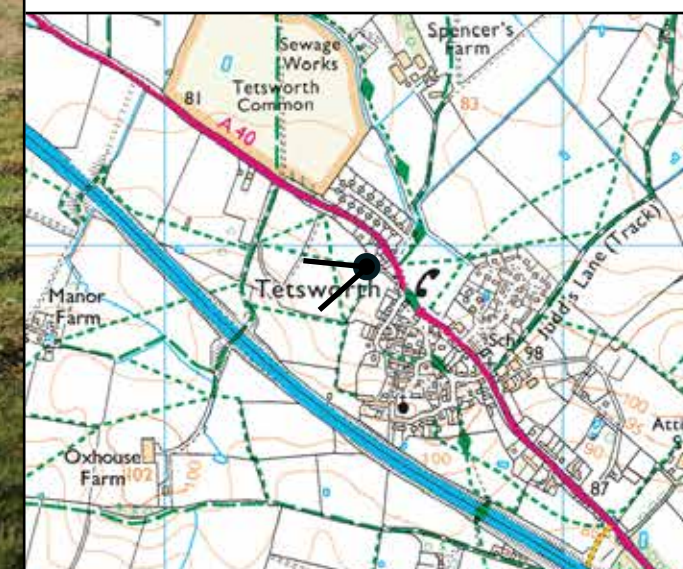 Sewage
Works
Spencer's
Farm
Tetsworth
Common
81
83
A 40
Tetsworth
Manor
Farm
Judd's Lane (Track)
Sch
98
100
95
90
Oxhouse
Farm
102
100
100
87